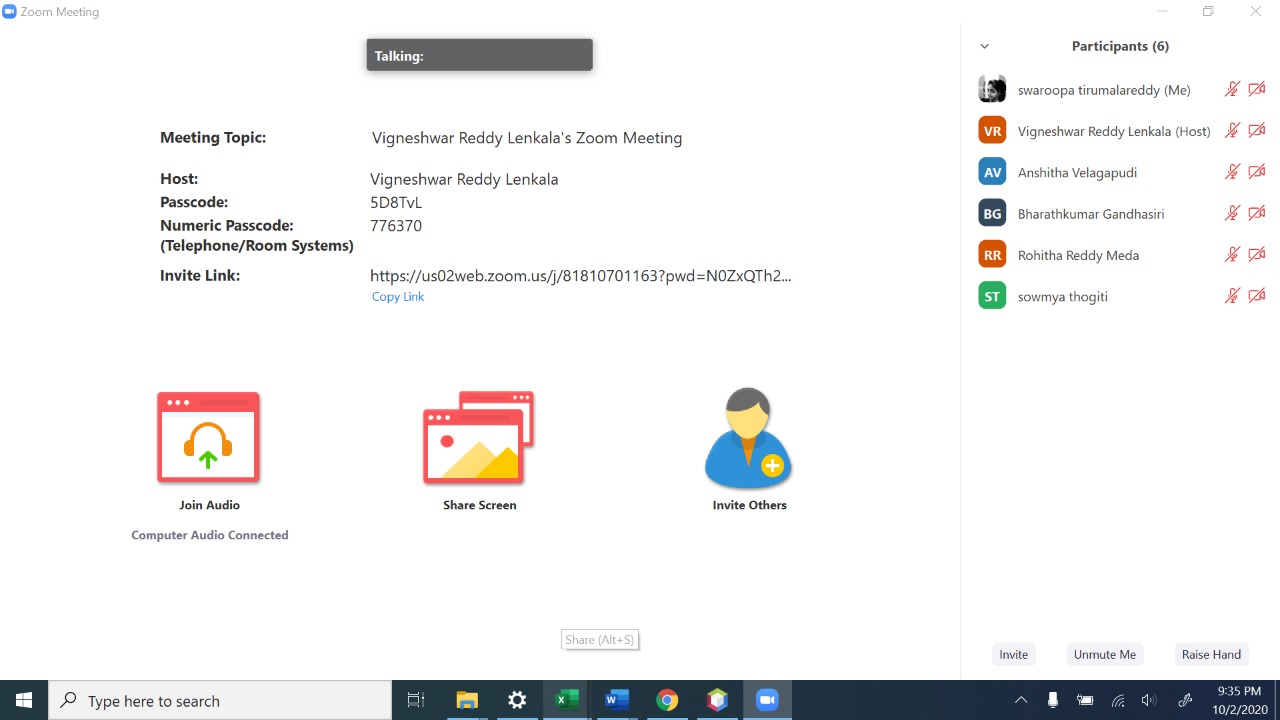 Zoom Meeting
Talking:
Meeting Topic: Vigneshwar Reddy Lenkala's Zoom Meeting
Host: Vigneshwar Reddy Lenkala
Passcode: 5D8TvL
Numeric Passcode: 776370
(Telephone/Room Systems)
Invite Link: https://us02web.zoom.us/j/81810701163?pwd=N0ZxQTh2...
Copy Link
Join Audio
Computer Audio Connected
Share Screen
Invite Others
Share (Alt+S)
Participants (6)
swaroopa tirumalareddy (Me)
VR Vigneshwar Reddy Lenkala (Host)
AV Anshitha Velagapudi
BG Bharathkumar Gandhasiri
RR Rohitha Reddy Meda
ST sowmya thogiti
Invite Unmute Me Raise Hand
Type here to search
9:35 PM
10/2/2020